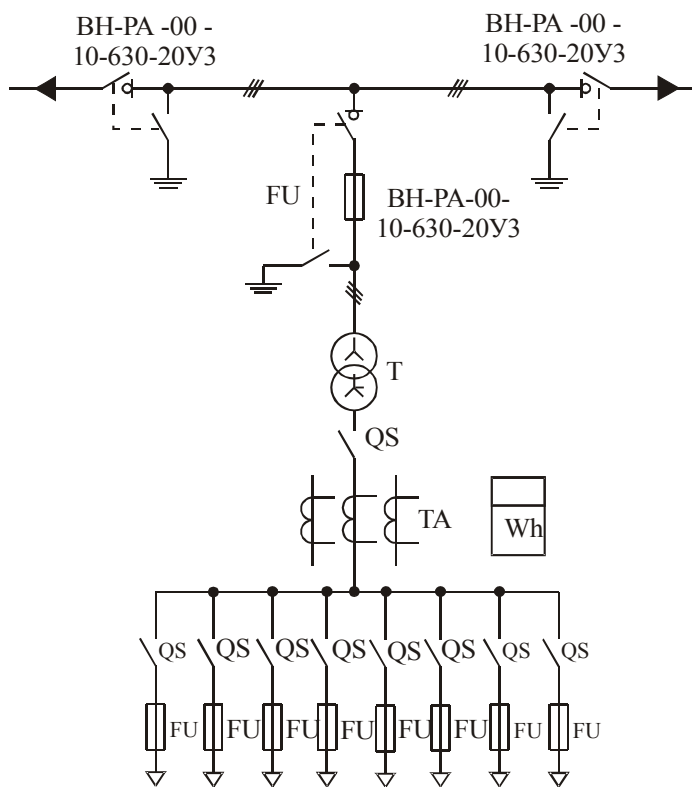 ВН-РА -00 -
10-630-20У3
ВН-РА -00 -
10-630-20У3
FU
ВН-РА-00-
10-630-20У3
T
QS
TA
Wh
QS QS QS QS QS QS QS QS
FU FU FU FU FU FU FU FU